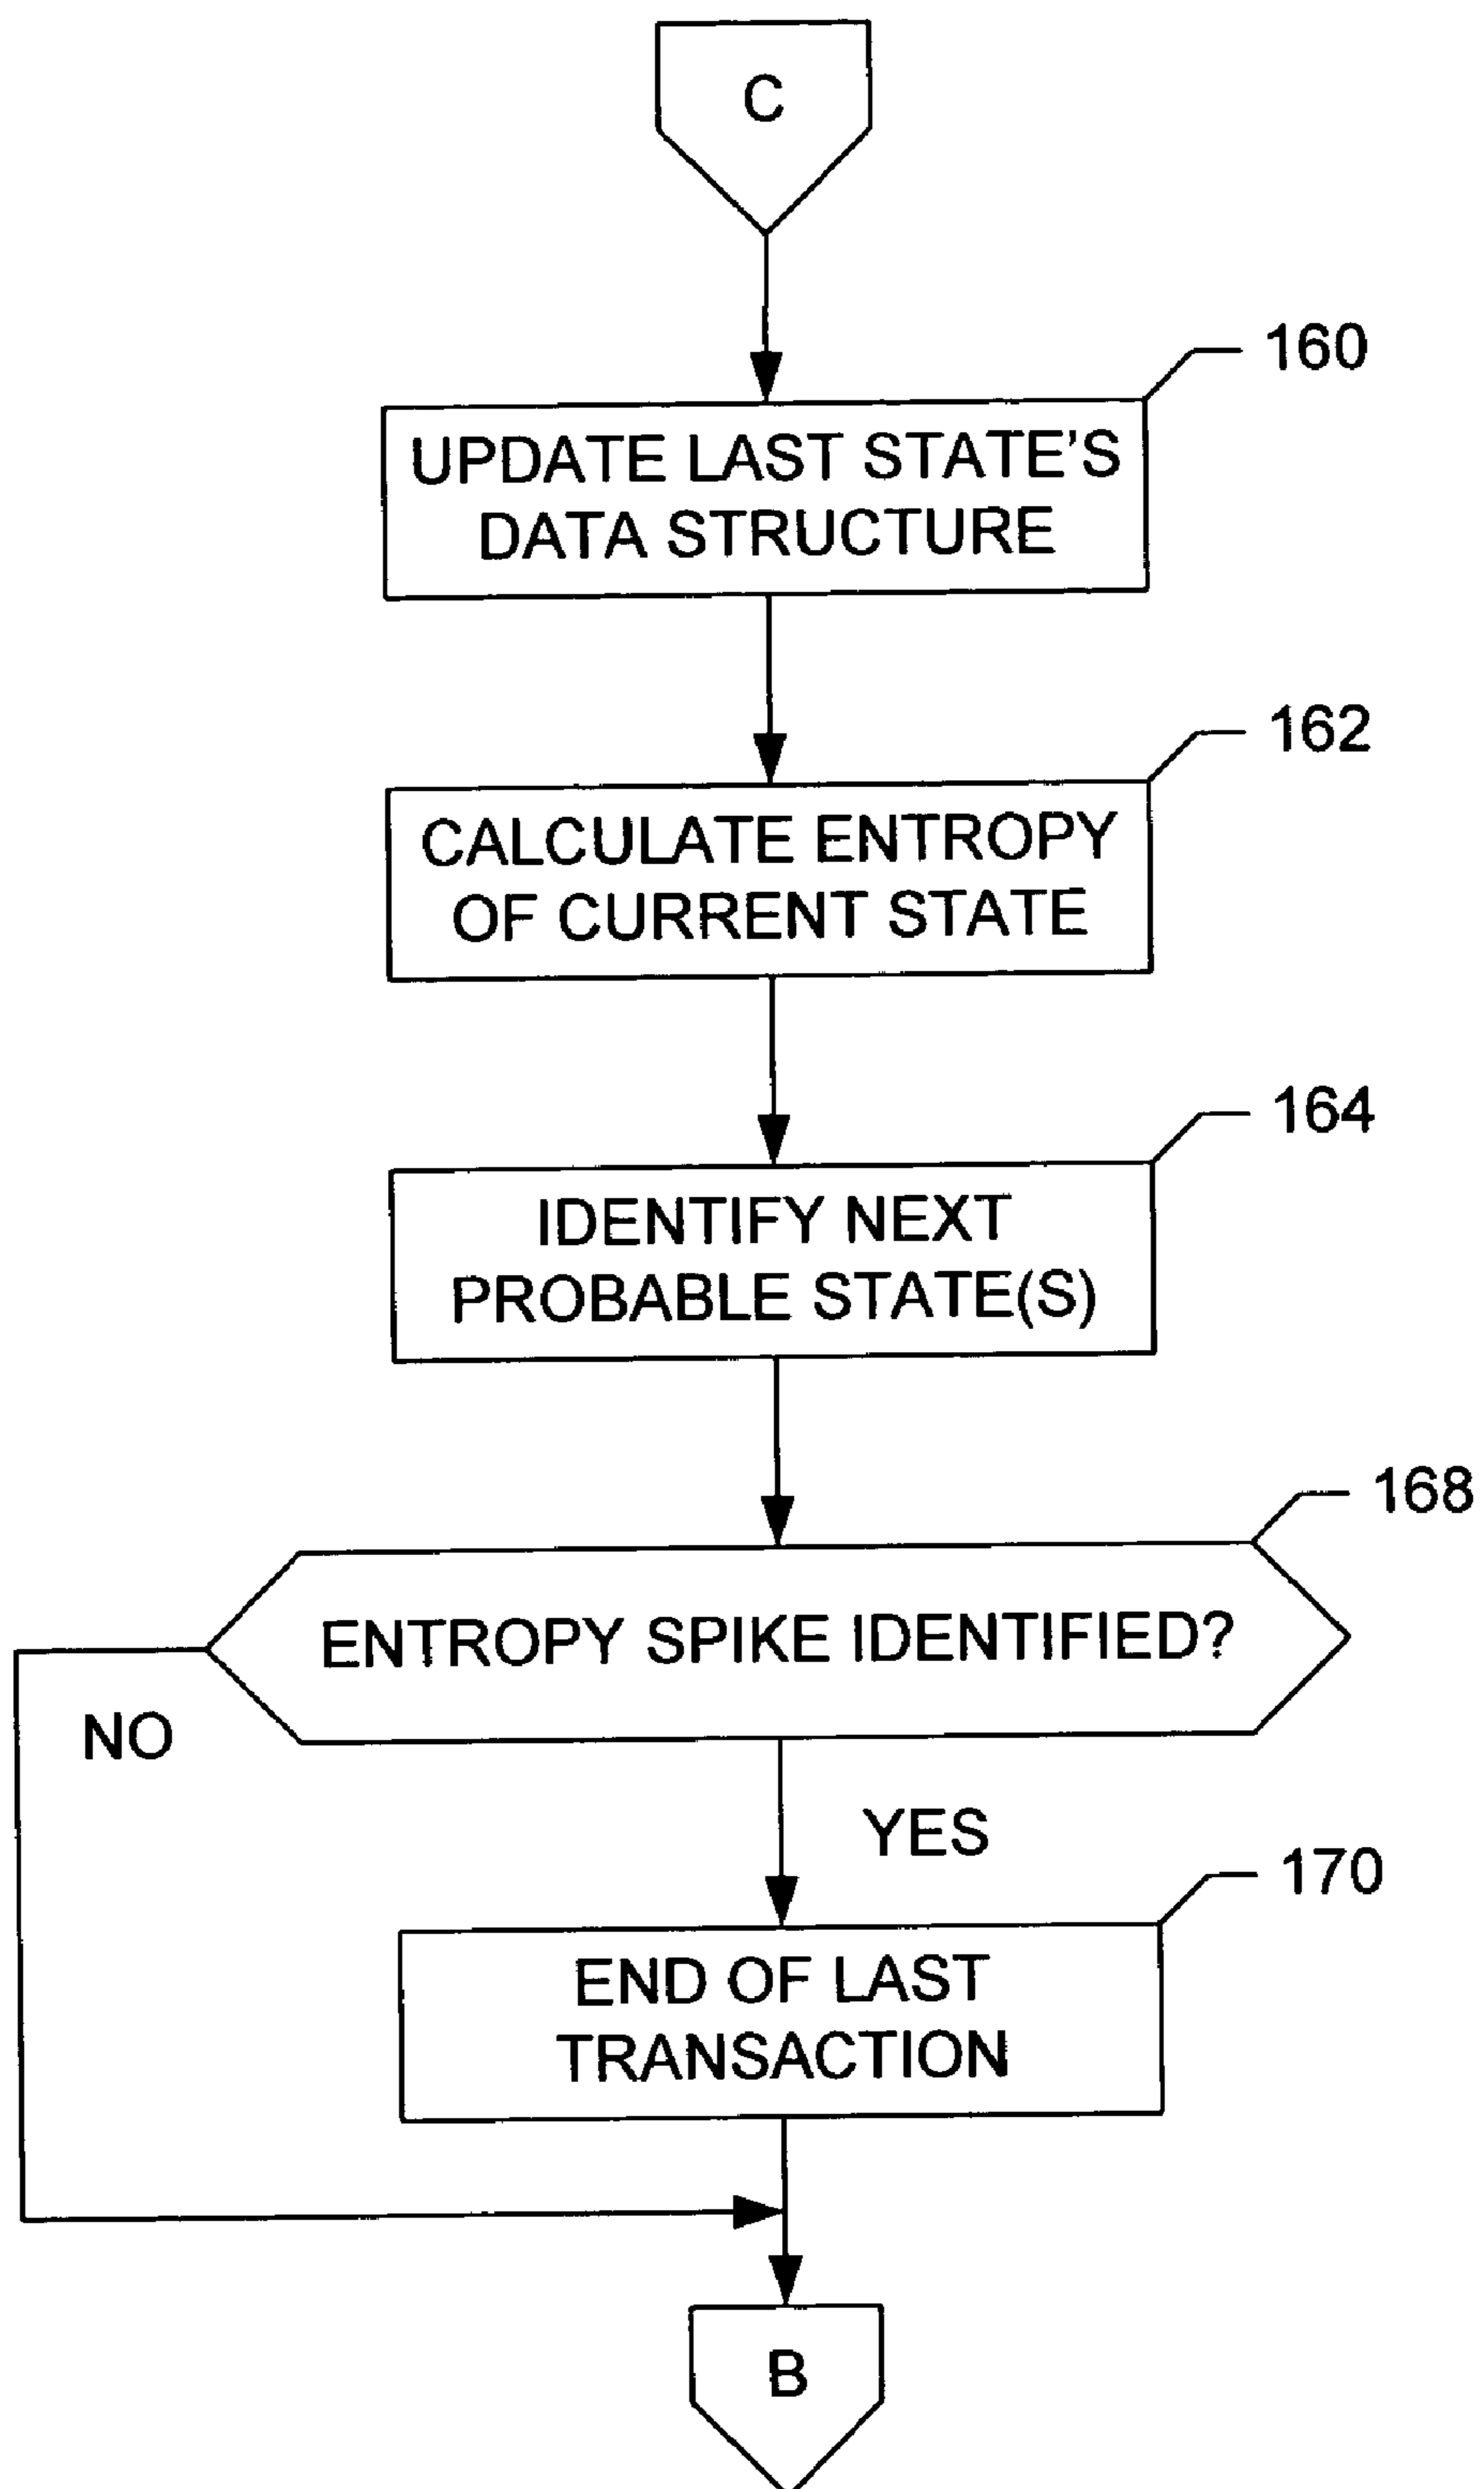 C
160
UPDATE LAST STATE'S
DATA STRUCTURE
162
CALCULATE ENTROPY
OF CURRENT STATE
164
IDENTIFY NEXT
PROBABLE STATE(S)
168
ENTROPY SPIKE IDENTIFIED?
NO
YES
170
END OF LAST
TRANSACTION
B